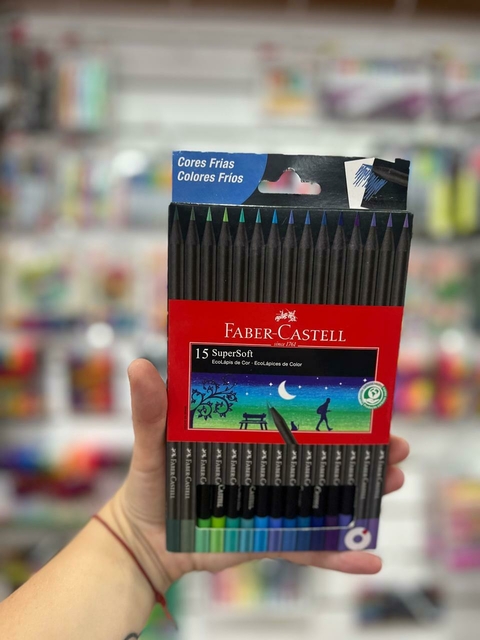 Cores Frias
Colores Fríos
FABER-CASTELL
since 1761
15 SuperSoft
EcoLápis de Cor · EcoLápices de Color